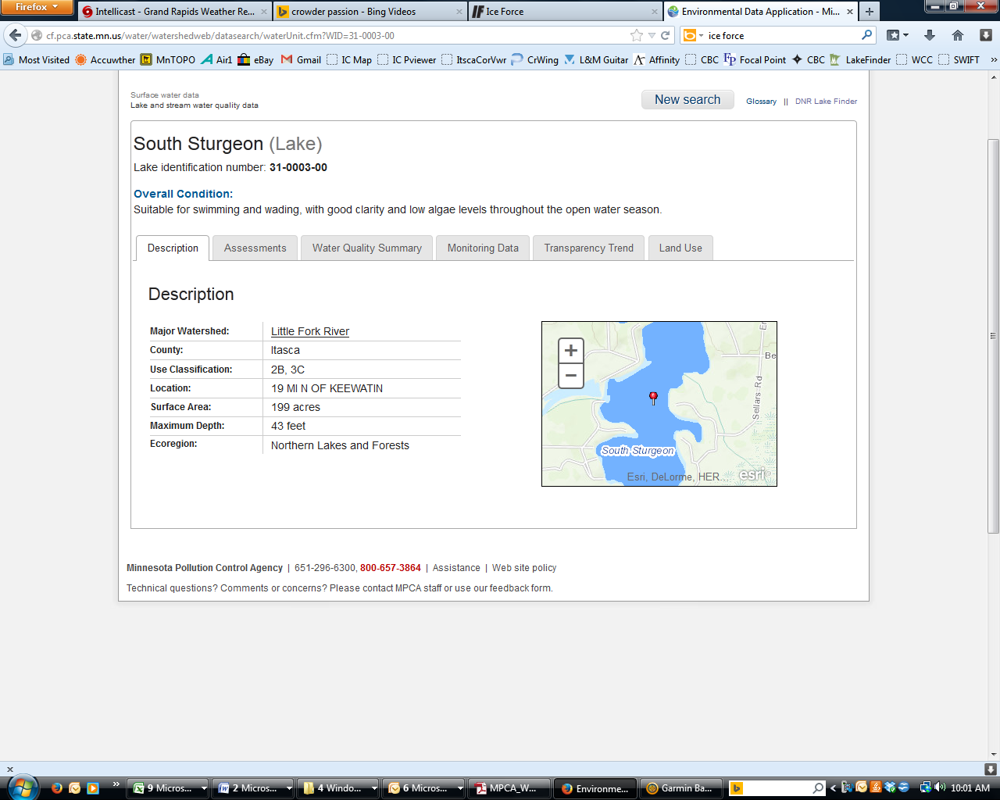 Firefox
Intellicast - Grand Rapids Weather Re...
crowder passion - Bing Videos
Ice Force
Environmental Data Application - Mi...
cf.pca.state.mn.us/water/watershedweb/datasearch/waterUnit.cfm?WID=31-0003-00
ice force
Most Visited Accuwther MnTOPO Air1 eBay Gmail IC Map IC Pviewer ItscaCorVwr CrWing L&M Guitar Affinity CBC Focal Point CBC LakeFinder WCC SWIFT »
Surface water data
Lake and stream water quality data
New search Glossary || DNR Lake Finder
South Sturgeon (Lake)
Lake identification number: 31-0003-00
Overall Condition:
Suitable for swimming and wading, with good clarity and low algae levels throughout the open water season.
Description Assessments Water Quality Summary Monitoring Data Transparency Trend Land Use
Description
Major Watershed: Little Fork River
County: Itasca
Use Classification: 2B, 3C
Location: 19 MI N OF KEEWATIN
Surface Area: 199 acres
Maximum Depth: 43 feet
Ecoregion: Northern Lakes and Forests
+
−
Be
Sellars Rd
South Sturgeon
Esri, DeLorme, HER...
esri
Minnesota Pollution Control Agency | 651-296-6300, 800-657-3864 | Assistance | Web site policy
Technical questions? Comments or concerns? Please contact MPCA staff or use our feedback form.
» 9 Micros... 2 Micros... 4 Windo... 6 Micros... MPCA_W... Environme... Garmin Ba... 10:01 AM